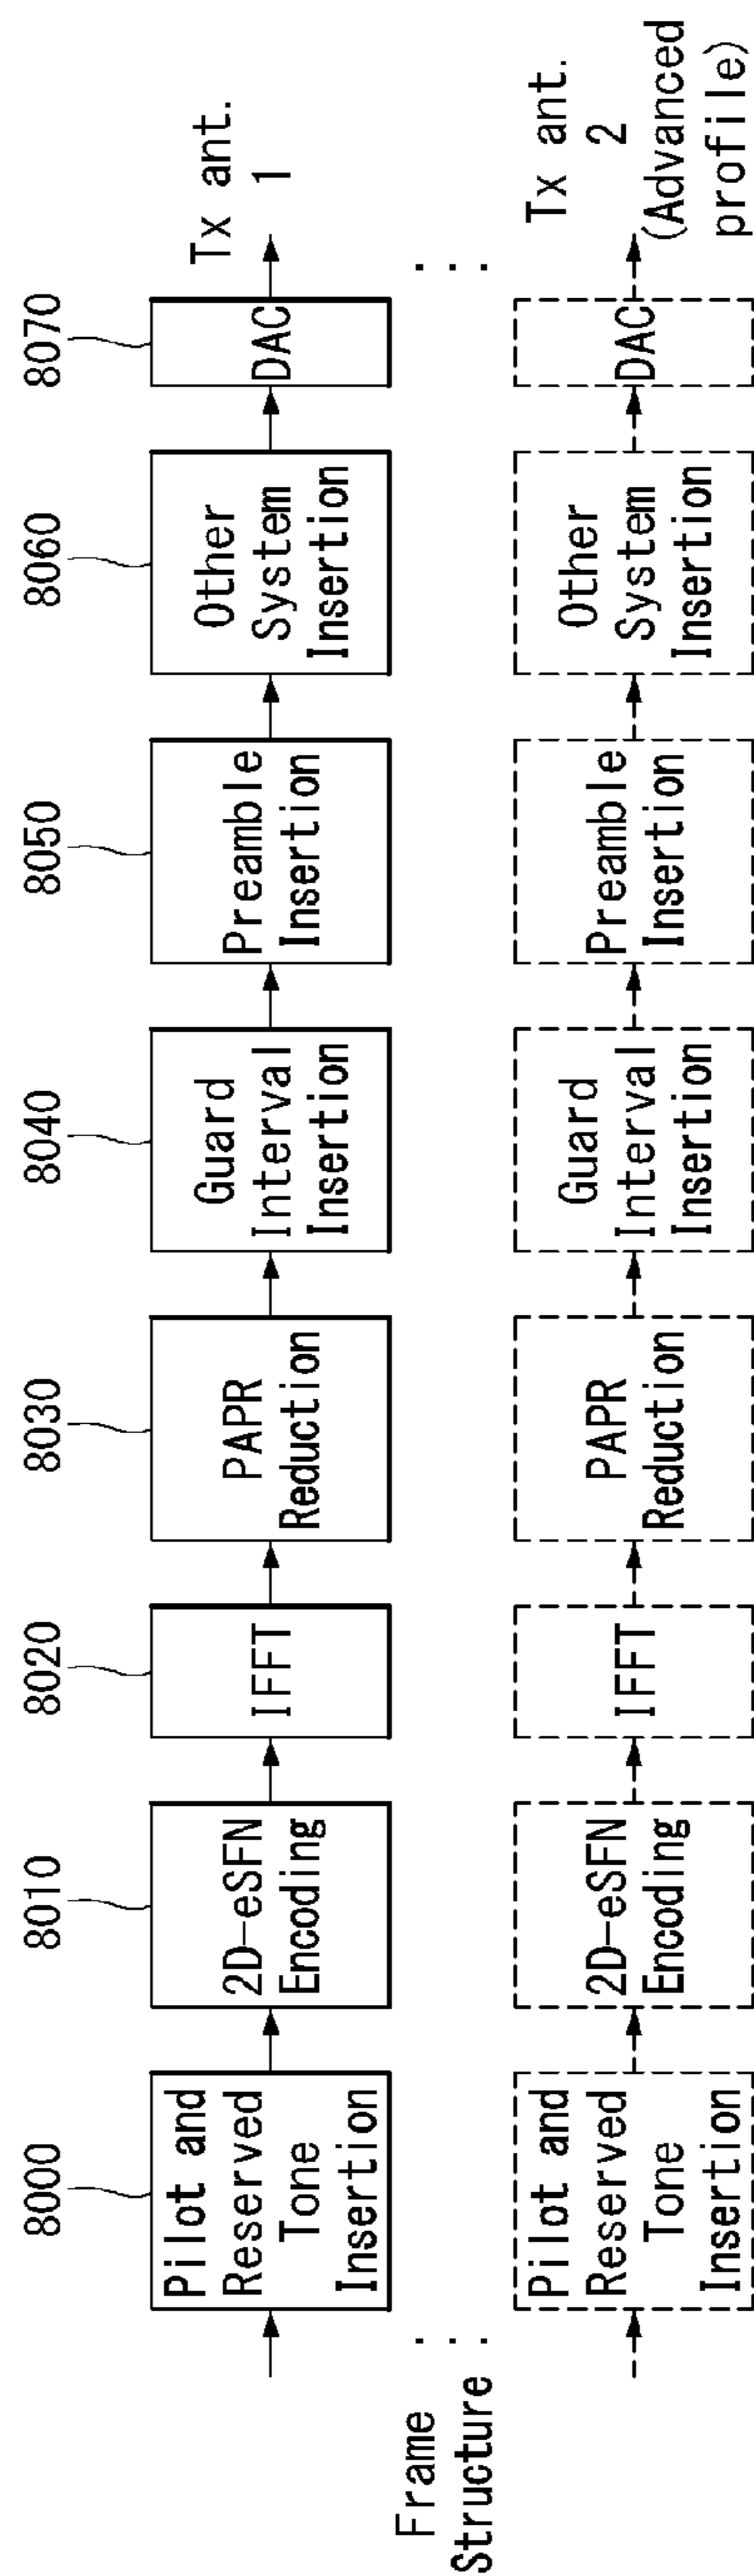 8000
8010
8020
8030
8040
8050
8060
8070
Pilot and
Reserved
Tone
Insertion
2D-eSFN
Encoding
IFFT
PAPR
Reduction
Guard
Interval
Insertion
Preamble
Insertion
Other
System
Insertion
DAC
Tx ant.
1
Frame
Structure
Pilot and
Reserved
Tone
Insertion
2D-eSFN
Encoding
IFFT
PAPR
Reduction
Guard
Interval
Insertion
Preamble
Insertion
Other
System
Insertion
DAC
Tx ant.
2
(Advanced
profile)